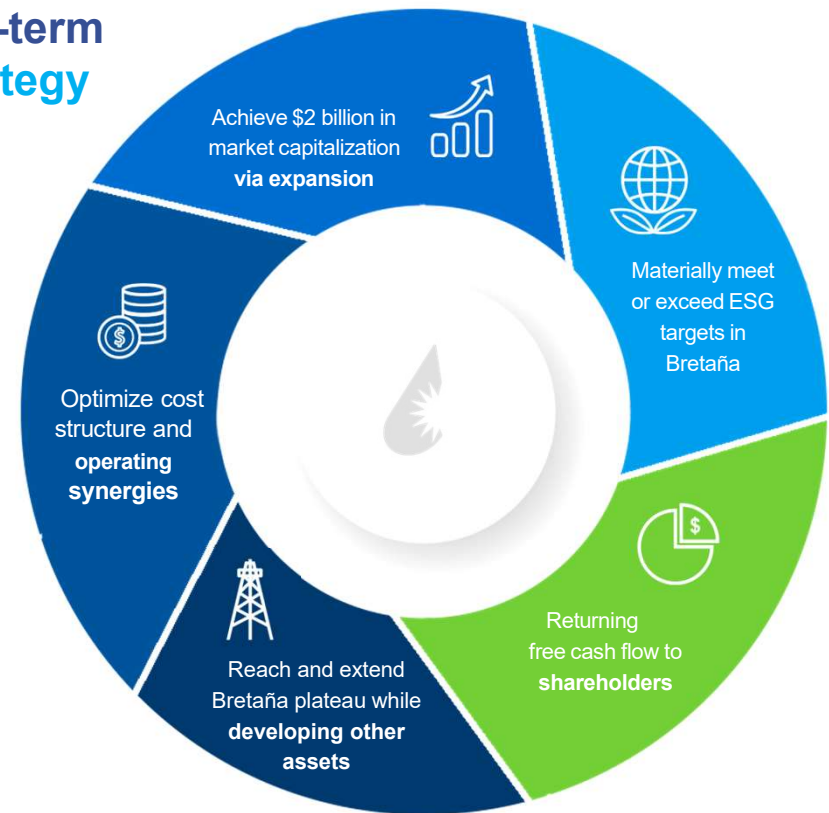 -term
tegy
Achieve $2 billion in
market capitalization
via expansion
Materially meet
or exceed ESG
targets in
Bretaña
Returning
free cash flow to
shareholders
Reach and extend
Bretaña plateau while
developing other
assets
Optimize cost
structure and
operating
synergies
$
$